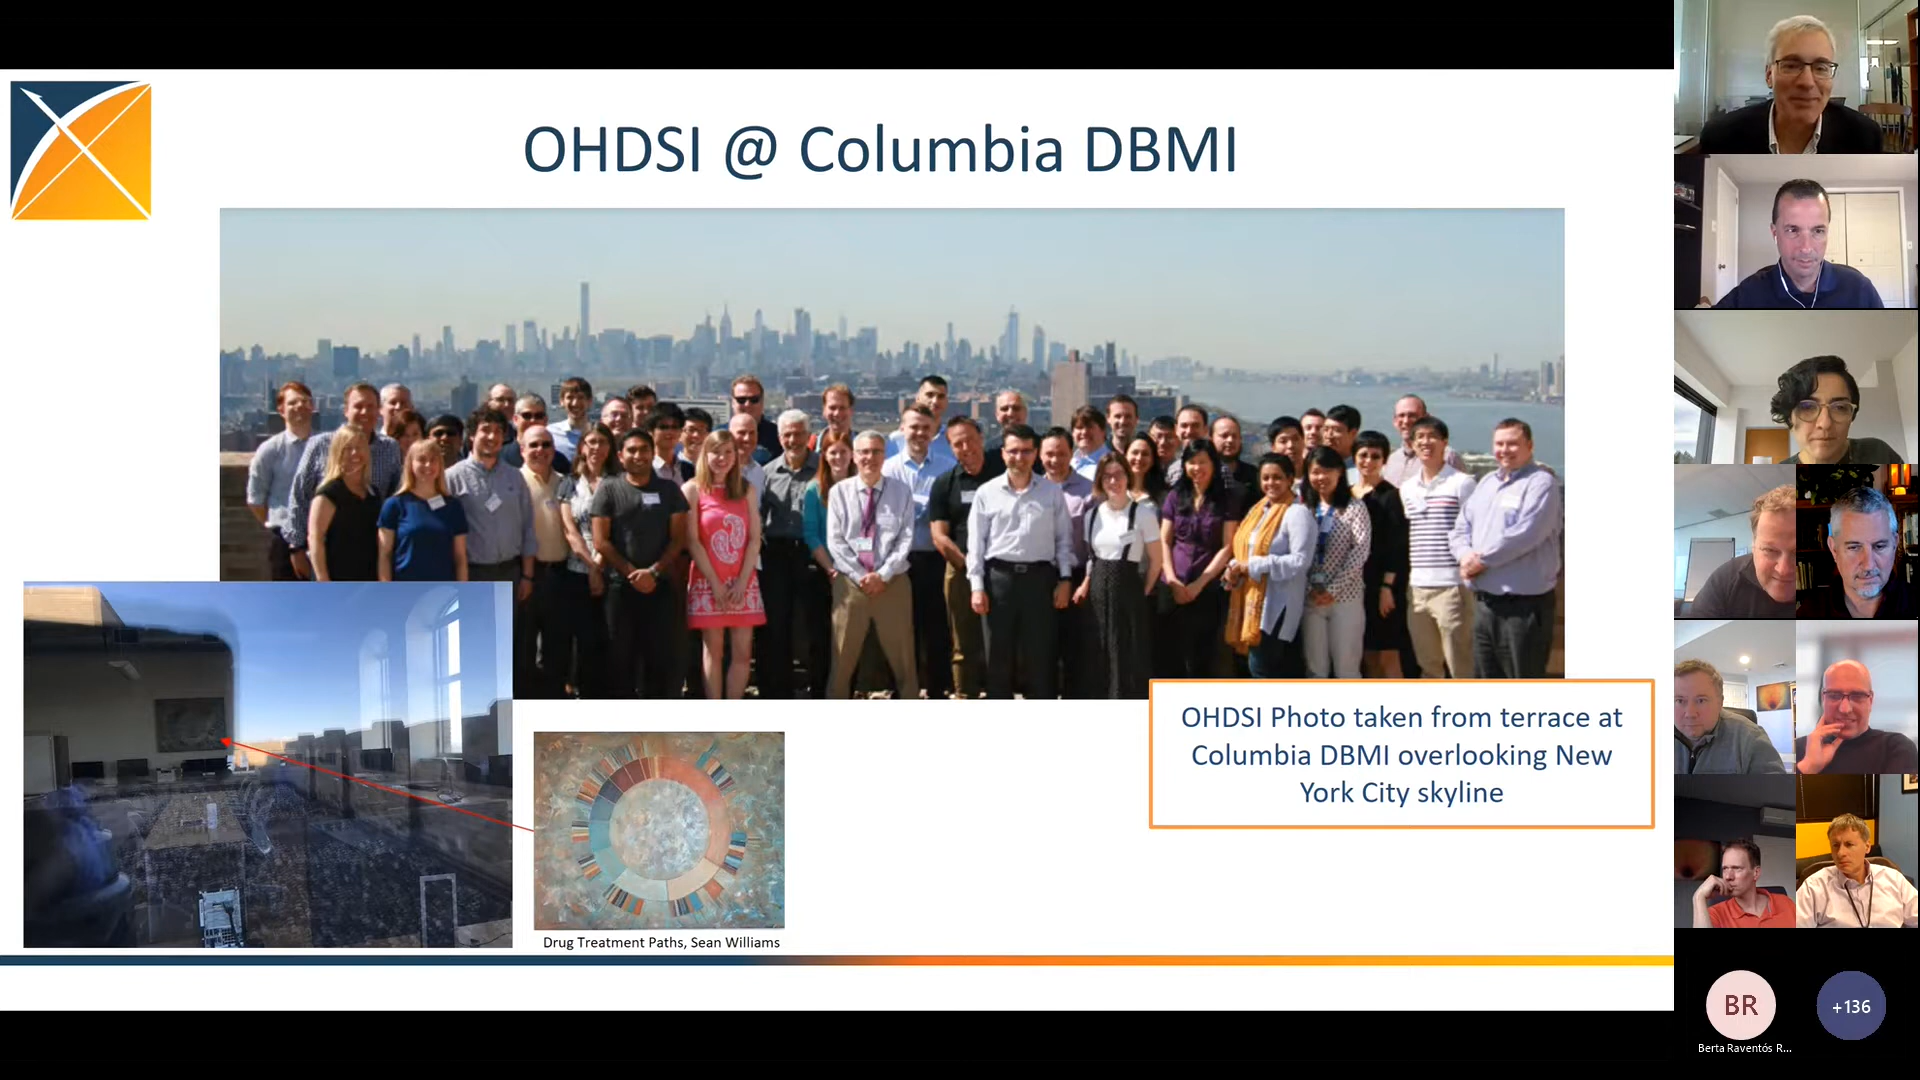 OHDSI @ Columbia DBMI
OHDSI Photo taken from terrace at
Columbia DBMI overlooking New
York City skyline
Drug Treatment Paths, Sean Williams
BR
+136
Berta Raventós R...